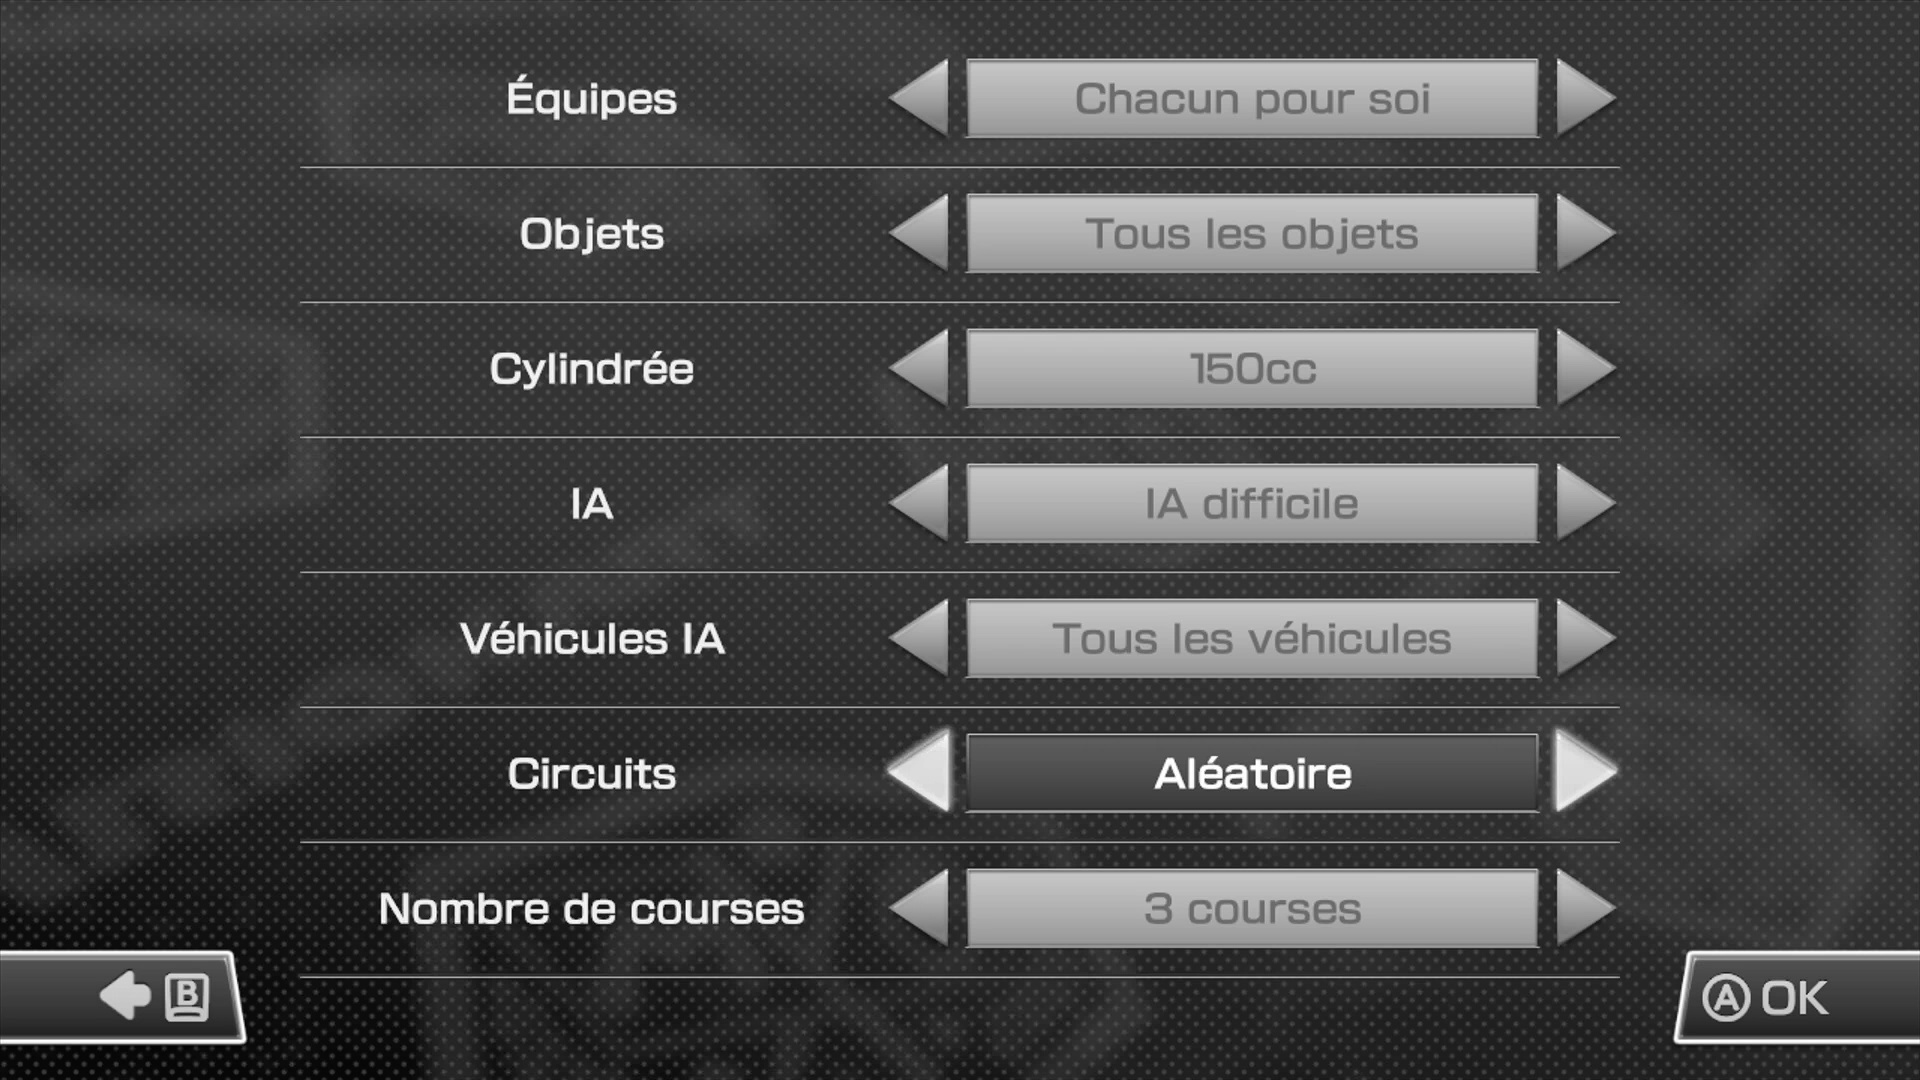 Équipes
Chacun pour soi
Objets
Tous les objets
Cylindrée
150cc
IA
IA difficile
Véhicules IA
Tous les véhicules
Circuits
Aléatoire
Nombre de courses
3 courses
B
A OK